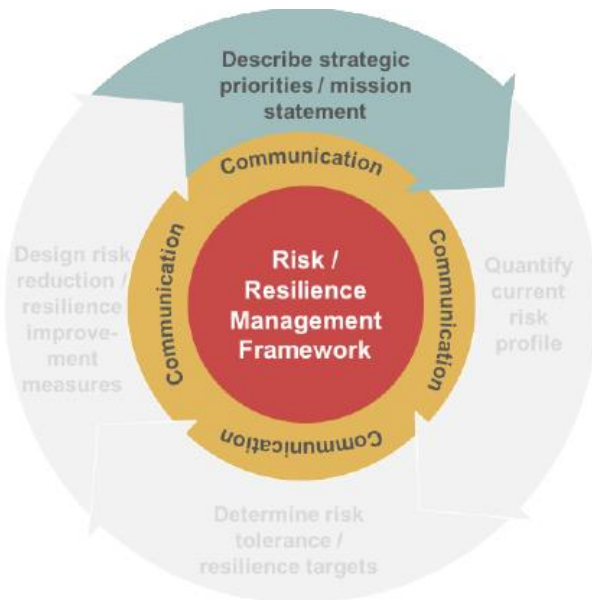 Describe strategic
priorities / mission
statement
Communication
Communication
Communication
Communication
Risk /
Resilience
Management
Framework
Quantify
current
risk
profile
Determine risk
tolerance /
resilience targets
Design risk
reduction /
resilience
improve-
ment
measures